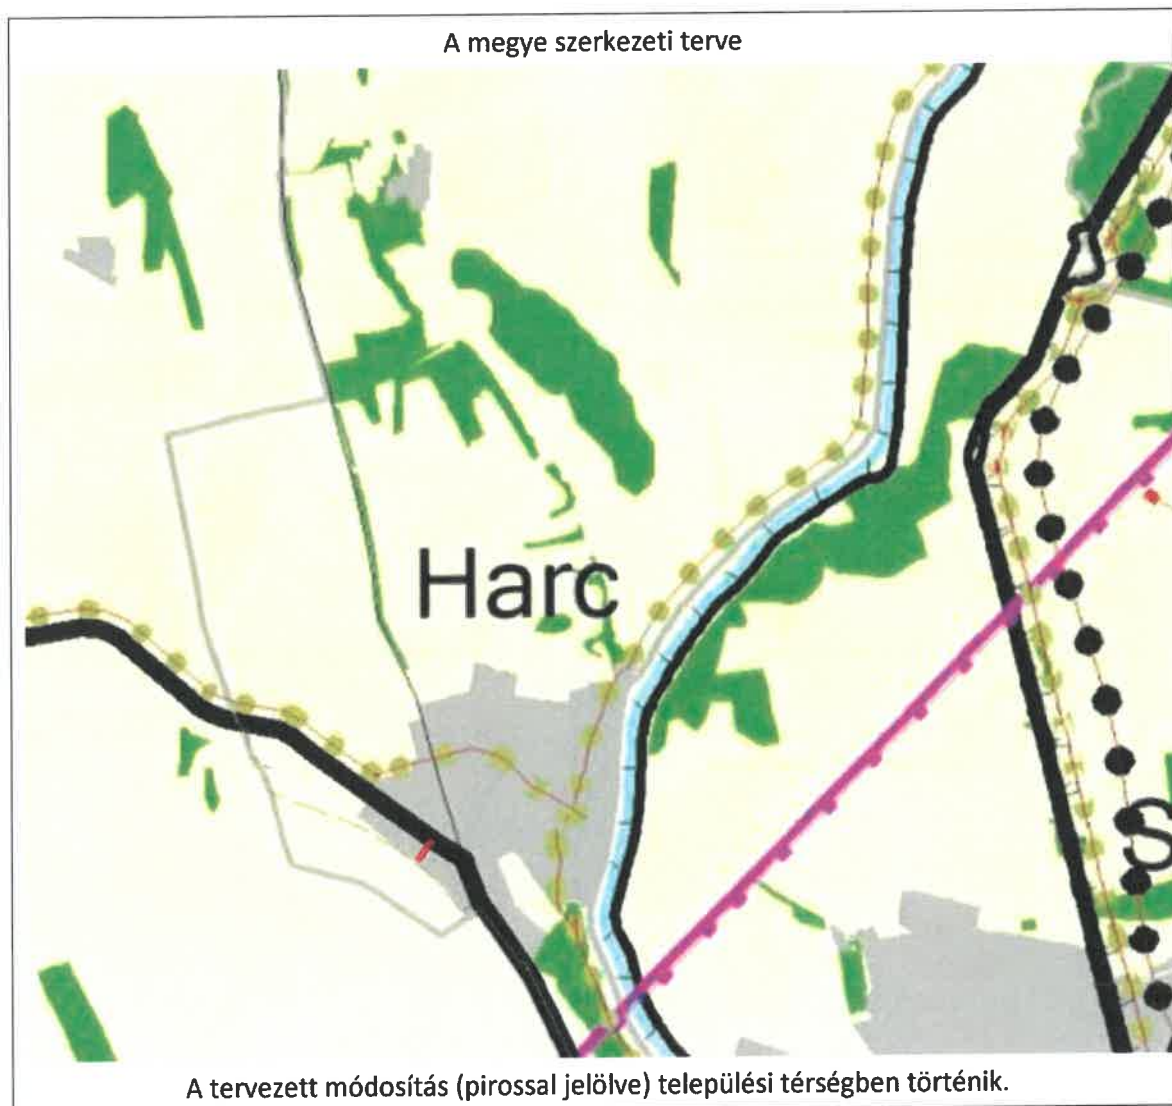 A megye szerkezeti terve
Harc
S
A tervezett módosítás (pirossal jelölve) települési térségben történik.